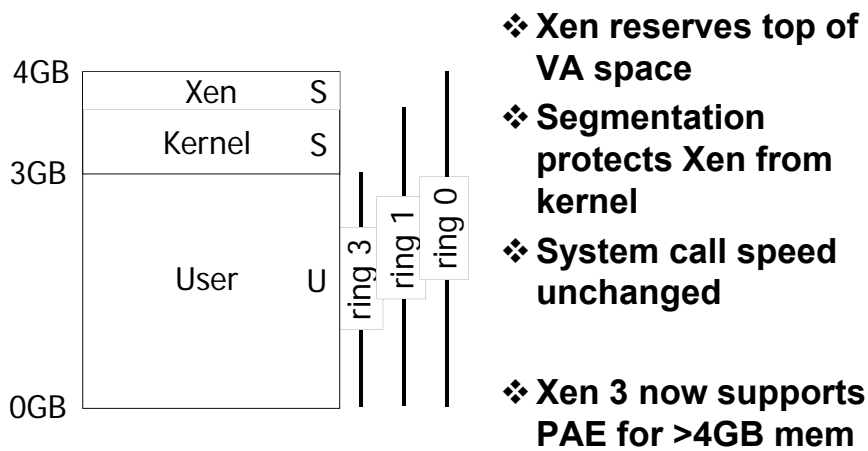 4GB
Xen S
Kernel S
3GB
User U
0GB
ring 3
ring 1
ring 0
❖ Xen reserves top of
VA space
❖ Segmentation
protects Xen from
kernel
❖ System call speed
unchanged
❖ Xen 3 now supports
PAE for >4GB mem